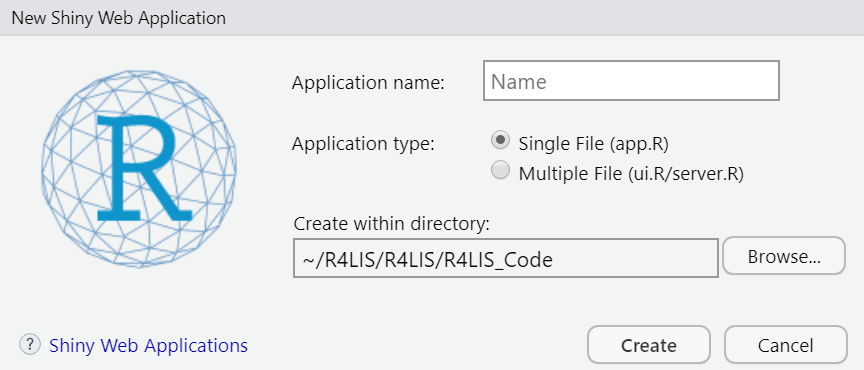 New Shiny Web Application
R
Application name: Name
Application type: Single File (app.R)
Multiple File (ui.R/server.R)
Create within directory:
~/R4LIS/R4LIS/R4LIS_Code Browse...
? Shiny Web Applications Create Cancel